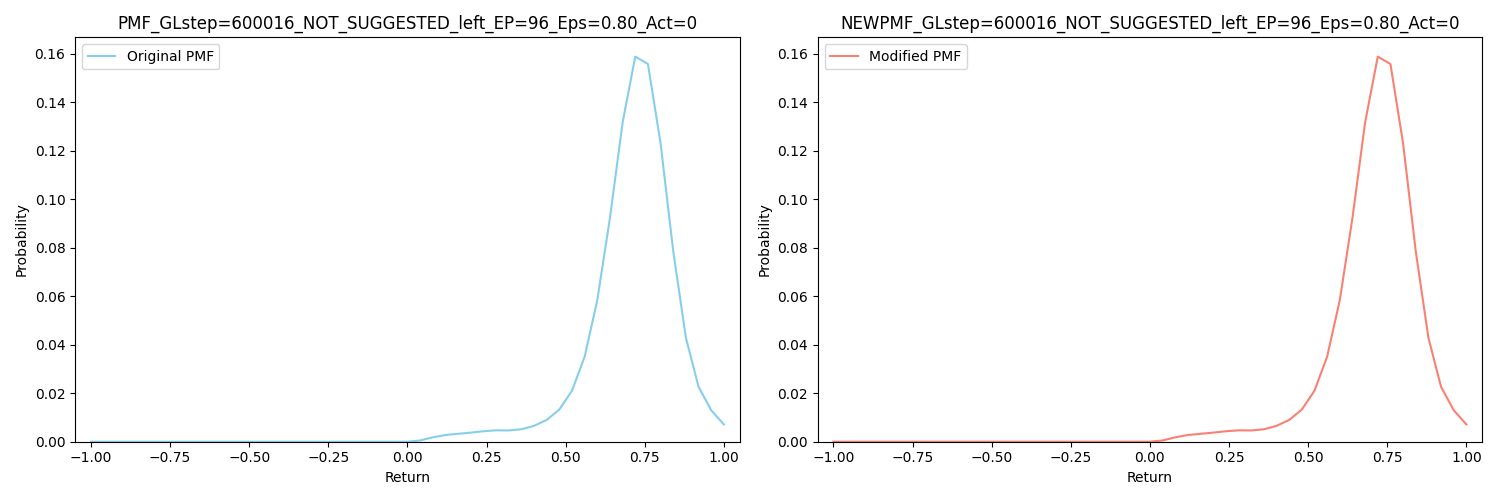 PMF_GLstep=600016_NOT_SUGGESTED_left_EP=96_Eps=0.80_Act=0
Original PMF
Probability
0.16
0.14
0.12
0.10
0.08
0.06
0.04
0.02
0.00
−1.00 −0.75 −0.50 −0.25 0.00 0.25 0.50 0.75 1.00
Return
NEWPMF_GLstep=600016_NOT_SUGGESTED_left_EP=96_Eps=0.80_Act=0
Modified PMF
Probability
0.16
0.14
0.12
0.10
0.08
0.06
0.04
0.02
0.00
−1.00 −0.75 −0.50 −0.25 0.00 0.25 0.50 0.75 1.00
Return